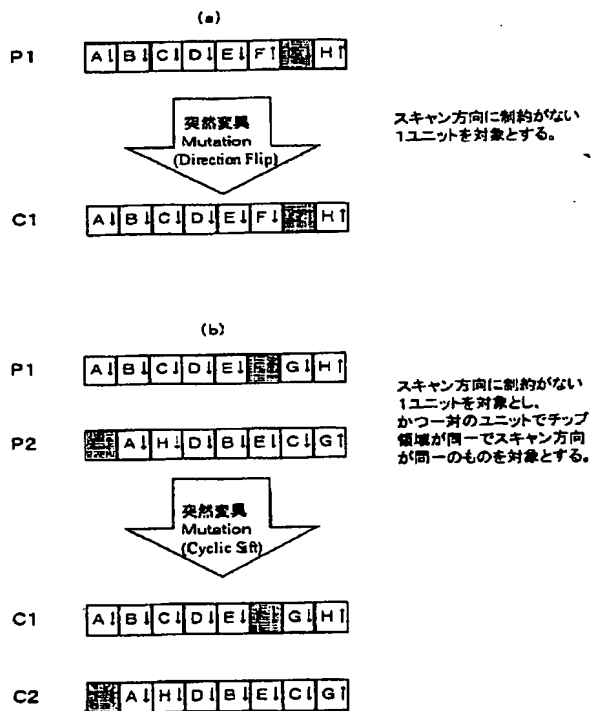 (a)
P1 A↓ B↓ C↓ D↓ E↓ F↑ H↑
突然変異
Mutation
(Direction Flip)
スキャン方向に制約がない
1ユニットを対象とする。
C1 A↓ B↓ C↓ D↓ E↓ F↓ H↑
(b)
P1 A↓ B↓ C↓ D↓ E↓ G↓ H↑
P2 A↓ H↓ D↓ B↓ E↓ C↓ G↑
スキャン方向に制約がない
1ユニットを対象とし、
かつ一対のユニットでチップ
領域が同一でスキャン方向
が同一のものを対象とする。
突然変異
Mutation
(Cyclic Sift)
C1 A↓ B↓ C↓ D↓ E↓ G↓ H↑
C2 A↓ H↓ D↓ B↓ E↓ C↓ G↑